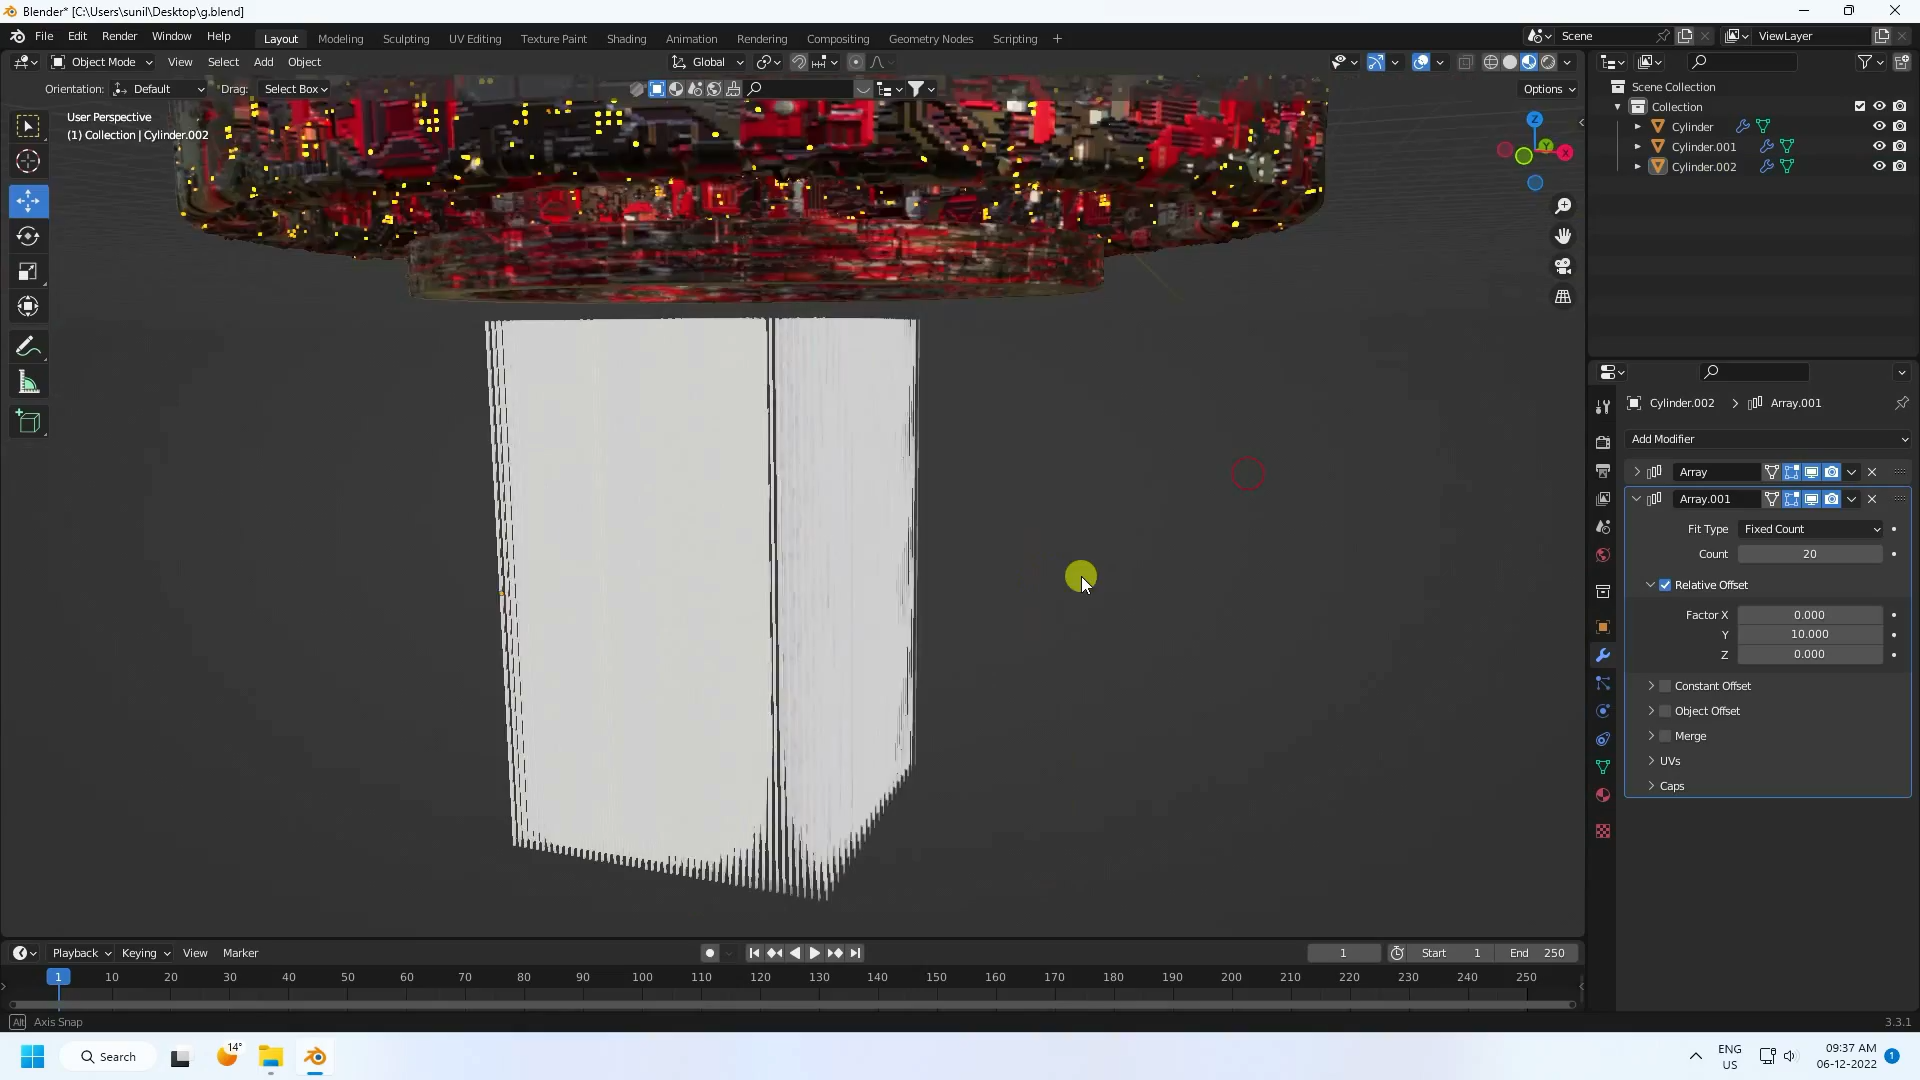 Blender* [C:\Users\sunil\Desktop\g.blend]
File Edit Render Window Help Layout Modeling Sculpting UV Editing Texture Paint Shading Animation Rendering Compositing Geometry Nodes Scripting + Scene ViewLayer
Object Mode View Select Add Object Global
Orientation: Default Drag: Select Box Options
User Perspective
(1) Collection | Cylinder.002
Z
Y
X
Scene Collection
Collection
Cylinder
Cylinder.001
Cylinder.002
Cylinder.002 > Array.001
Add Modifier
Array
Array.001
Fit Type Fixed Count
Count 20
Relative Offset
Factor X 0.000
Y 10.000
Z 0.000
Constant Offset
Object Offset
Merge
UVs
Caps
Playback Keying View Marker 1 Start 1 End 250
1 10 20 30 40 50 60 70 80 90 100 110 120 130 140 150 160 170 180 190 200 210 220 230 240 250
Alt Axis Snap 3.3.1
Search 14° ENG US 09:37 AM 06-12-2022 1